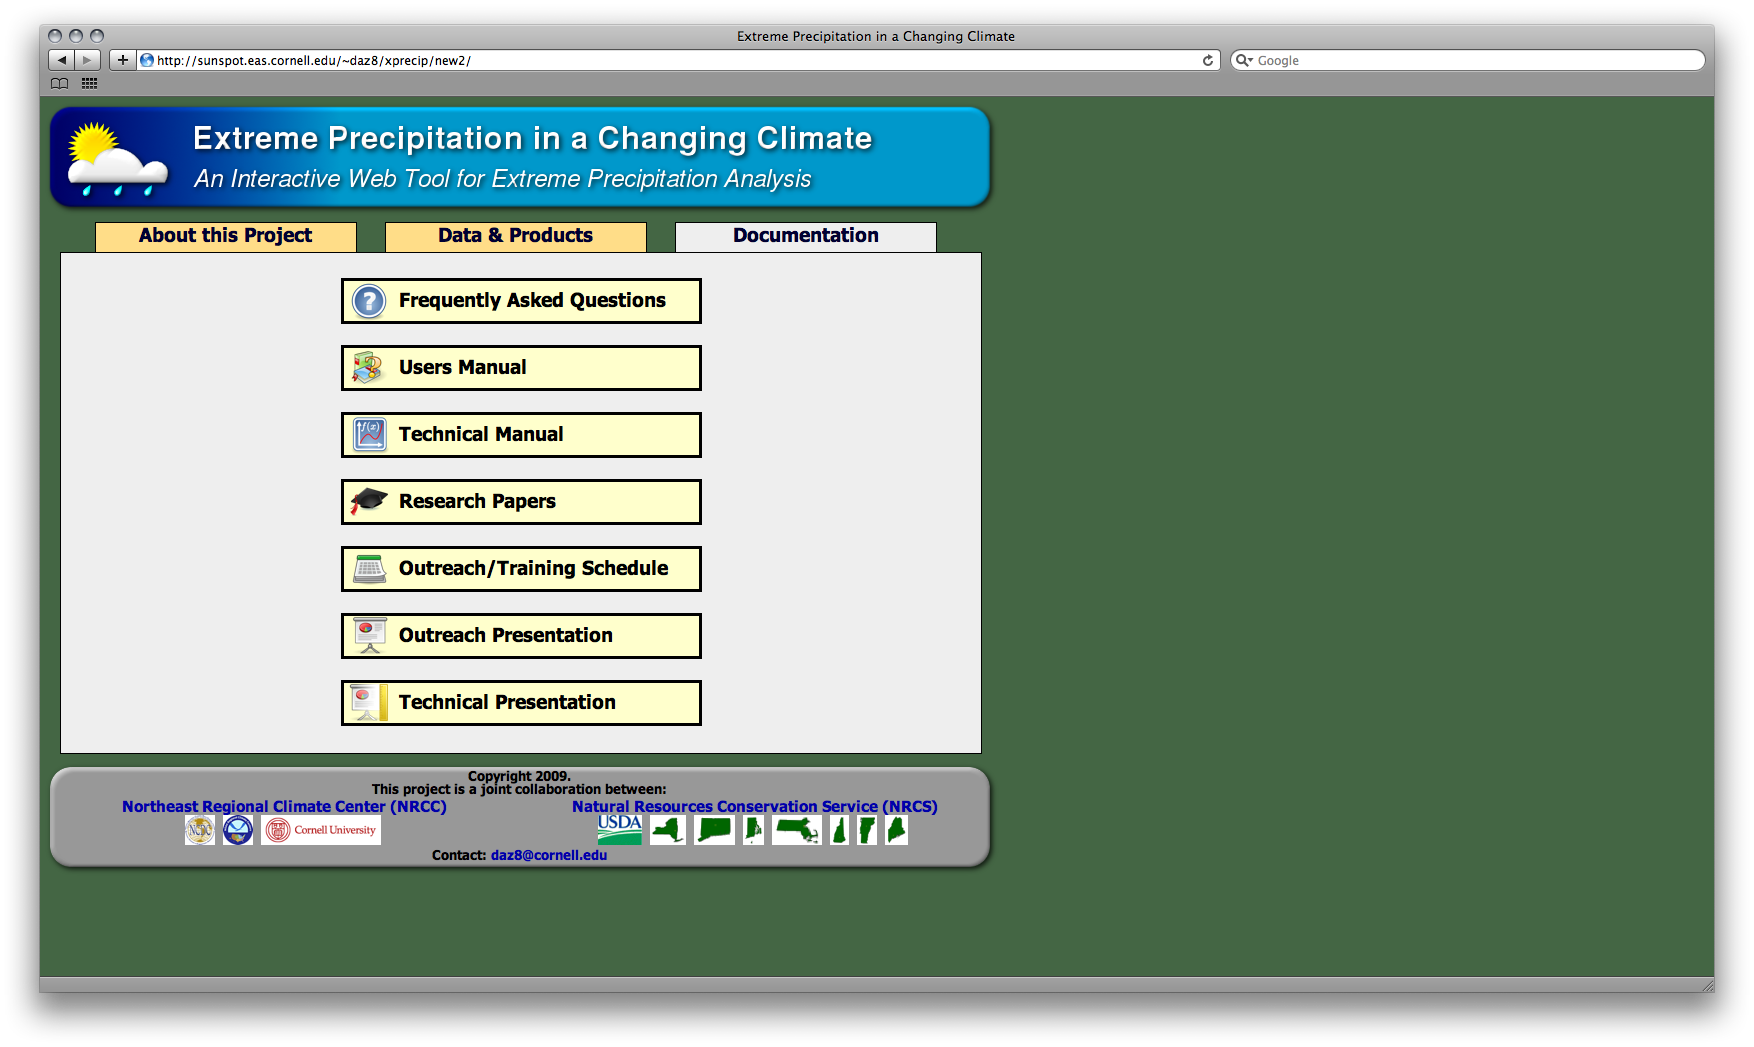 Extreme Precipitation in a Changing Climate
http://sunspot.eas.cornell.edu/~daz8/xprecip/new2/
Google
Extreme Precipitation in a Changing Climate
An Interactive Web Tool for Extreme Precipitation Analysis
About this Project
Data & Products
Documentation
? Frequently Asked Questions
Users Manual
f(x) Technical Manual
Research Papers
Outreach/Training Schedule
Outreach Presentation
Technical Presentation
Copyright 2009.
This project is a joint collaboration between:
Northeast Regional Climate Center (NRCC)
Natural Resources Conservation Service (NRCS)
NCDC
Cornell University
USDA
Contact: daz8@cornell.edu